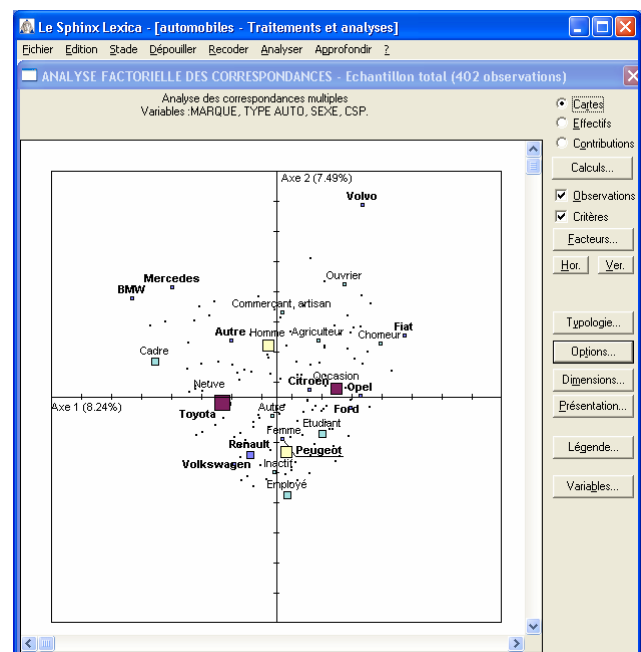 Le Sphinx Lexica - [automobiles - Traitements et analyses]
Fichier Edition Stade Dépouiller Recoder Analyser Approfondir ?
ANALYSE FACTORIELLE DES CORRESPONDANCES - Echantillon total (402 observations)
Analyse des correspondances multiples
Variables :MARQUE, TYPE AUTO, SEXE, CSP.
Cartes
Effectifs
Contributions
Calculs...
Observations
Critères
Facteurs...
Hor. Ver.
Typologie...
Options...
Dimensions...
Présentation...
Légende...
Variables...
Axe 2 (7.49%)
Volvo
Ouvrier
Mercedes
BMW
Commerçant, artisan
Autre Homme Agriculteur Chomeur Fiat
Cadre
Occasion
Neuve Citroën Opel
Axe 1 (8.24%)
Toyota Autre Ford
Etudiant
Femme
Renault Peugeot
Volkswagen Inactif
Employé